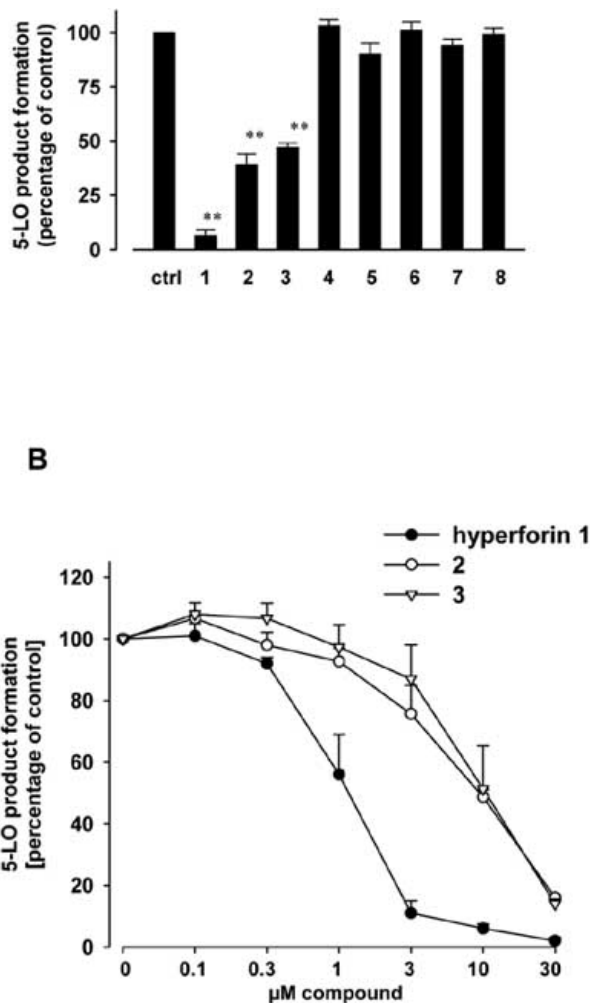 5-LO product formation
(percentage of control)
100
75
50
25
0
**
**
**
ctrl 1 2 3 4 5 6 7 8
B
hyperforin 1
2
3
5-LO product formation
[percentage of control]
120
100
80
60
40
20
0
0 0.1 0.3 1 3 10 30
µM compound